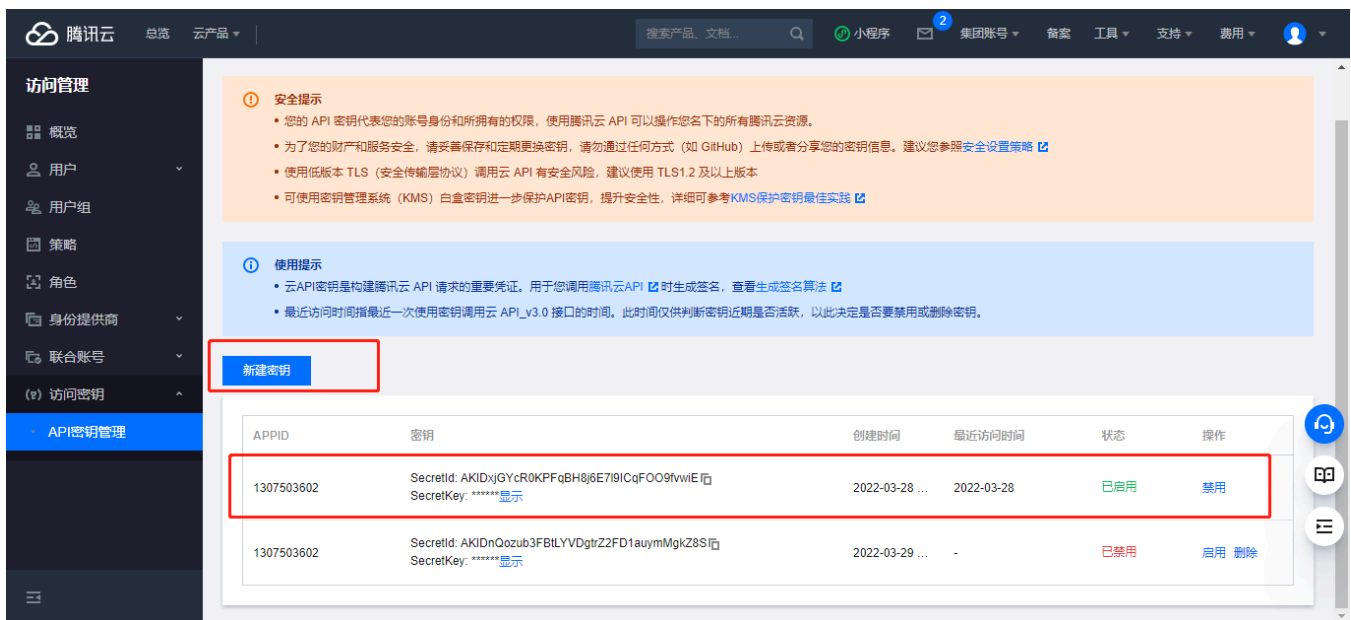 腾讯云 总览 云产品 搜索产品、文档... 小程序 2 集团账号 备案 工具 支持 费用
访问管理
概览
用户
用户组
策略
角色
身份提供商
联合账号
访问密钥
API密钥管理
安全提示
• 您的 API 密钥代表您的账号身份和所拥有的权限，使用腾讯云 API 可以操作您名下的所有腾讯云资源。
• 为了您的财产和服务安全，请妥善保存和定期更换密钥，请勿通过任何方式（如 GitHub）上传或者分享您的密钥信息。建议您参照安全设置策略
• 使用低版本 TLS（安全传输层协议）调用云 API 有安全风险，建议使用 TLS1.2 及以上版本
• 可使用密钥管理系统（KMS）白盒密钥进一步保护API密钥，提升安全性，详细可参考KMS保护密钥最佳实践
使用提示
• 云API密钥是构建腾讯云 API 请求的重要凭证。用于您调用腾讯云API 时生成签名，查看生成签名算法
• 最近访问时间指最近一次使用密钥调用云 API_v3.0 接口的时间。此时间仅供判断密钥近期是否活跃，以此决定是否要禁用或删除密钥。
新建密钥
APPID 密钥 创建时间 最近访问时间 状态 操作
1307503602 SecretId: AKIDxjGYcR0KPFqBH8j6E7I9ICqFOO9fvwiE 2022-03-28 ... 2022-03-28 已启用 禁用
SecretKey: ******显示
1307503602 SecretId: AKIDnQozub3FBtLYVDgtrZ2FD1auymMgkZ8S 2022-03-29 ... - 已禁用 启用 删除
SecretKey: ******显示